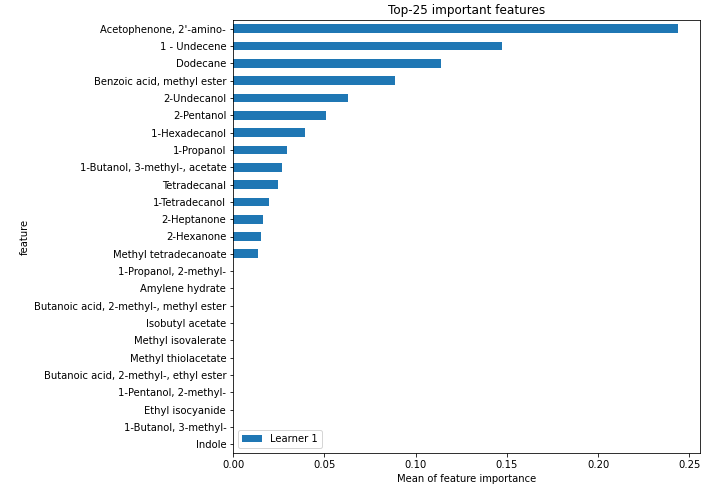 Top-25 important features
Acetophenone, 2'-amino-
1 - Undecene
Dodecane
Benzoic acid, methyl ester
2-Undecanol
2-Pentanol
1-Hexadecanol
1-Propanol
1-Butanol, 3-methyl-, acetate
Tetradecanal
1-Tetradecanol
2-Heptanone
2-Hexanone
Methyl tetradecanoate
1-Propanol, 2-methyl-
Amylene hydrate
Butanoic acid, 2-methyl-, methyl ester
Isobutyl acetate
Methyl isovalerate
Methyl thiolacetate
Butanoic acid, 2-methyl-, ethyl ester
1-Pentanol, 2-methyl-
Ethyl isocyanide
1-Butanol, 3-methyl-
Indole
feature
Learner 1
0.00 0.05 0.10 0.15 0.20 0.25
Mean of feature importance